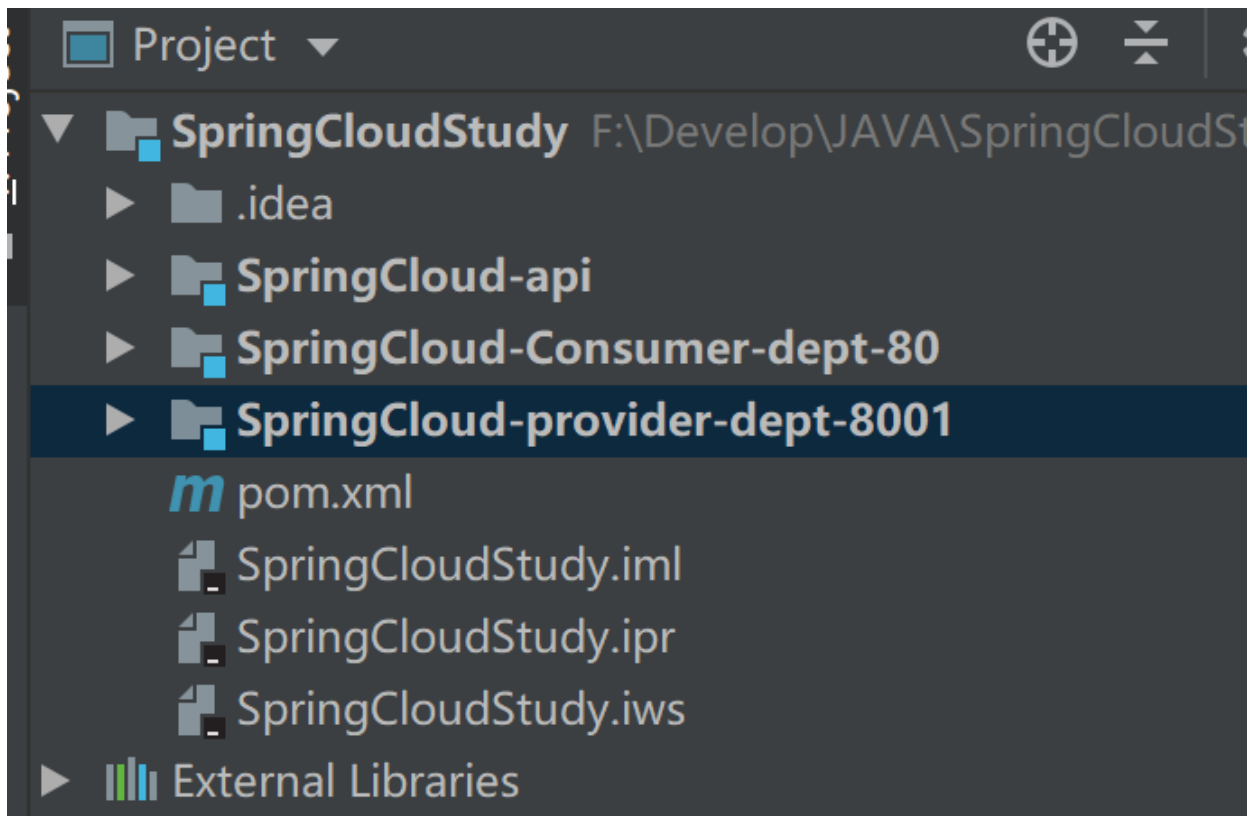 Project
SpringCloudStudy F:\Develop\JAVA\SpringCloudSt
.idea
SpringCloud-api
SpringCloud-Consumer-dept-80
SpringCloud-provider-dept-8001
m pom.xml
SpringCloudStudy.iml
SpringCloudStudy.ipr
SpringCloudStudy.iws
External Libraries